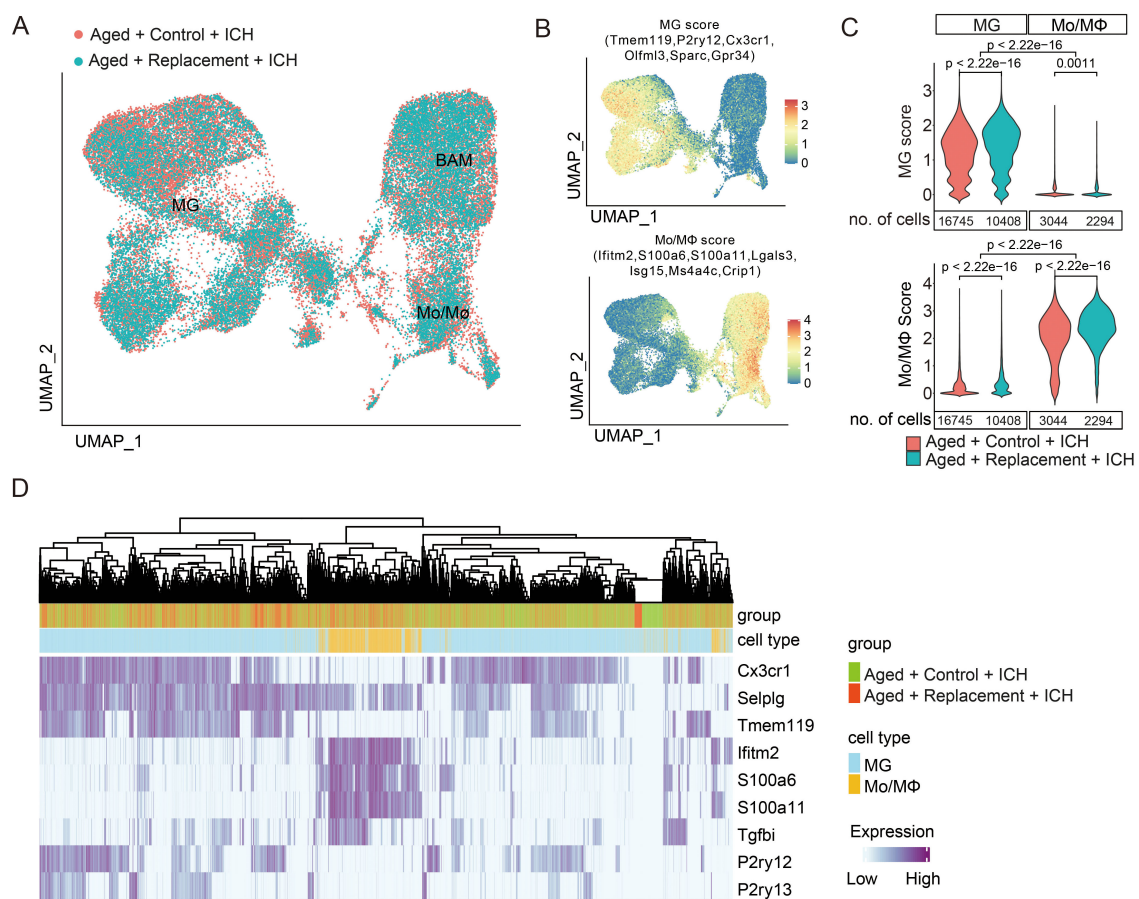 A
Aged + Control + ICH
Aged + Replacement + ICH
MG
BAM
Mo/Mø
UMAP_2
UMAP_1
B
MG score
(Tmem119,P2ry12,Cx3cr1,
Olfml3,Sparc,Gpr34)
3
2
1
0
UMAP_2
UMAP_1
Mo/MΦ score
(Ifitm2,S100a6,S100a11,Lgals3,
Isg15,Ms4a4c,Crip1)
4
3
2
1
0
UMAP_2
UMAP_1
C
MG Mo/MΦ
p < 2.22e−16
p < 2.22e−16 0.0011
MG score
3
2
1
0
no. of cells 16745 10408 3044 2294
p < 2.22e−16
p < 2.22e−16 p < 2.22e−16
Mo/MΦ Score
4
3
2
1
0
no. of cells 16745 10408 3044 2294
Aged + Control + ICH
Aged + Replacement + ICH
D
group
cell type
Cx3cr1
Selplg
Tmem119
Ifitm2
S100a6
S100a11
Tgfbi
P2ry12
P2ry13
group
Aged + Control + ICH
Aged + Replacement + ICH
cell type
MG
Mo/MΦ
Expression
Low High